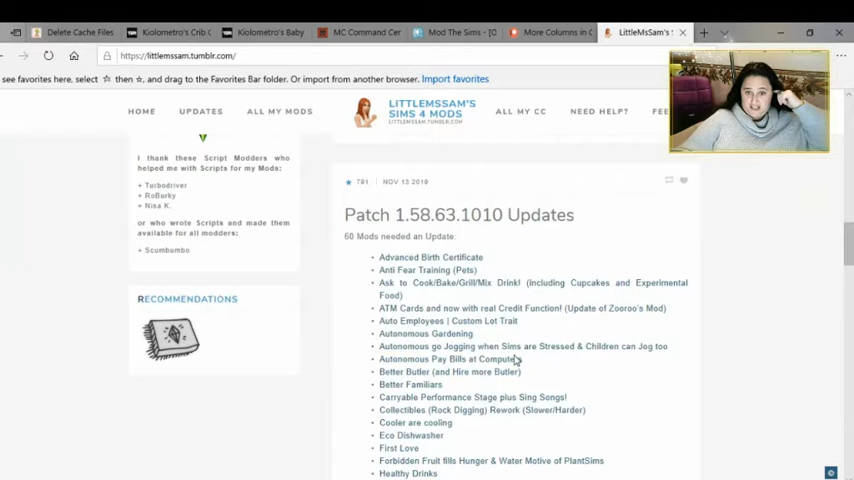 Delete Cache Files
Kiolometro's Crib C
Kiolometro's Baby
MC Command Cer
Mod The Sims - [
More Columns in C
LittleMsSam's S
https://littlemssam.tumblr.com/
see favorites here, select ☆ then ☆, and drag to the Favorites Bar folder. Or import from another browser. Import favorites
HOME
UPDATES
ALL MY MODS
LITTLEMSSAM'S
SIMS 4 MODS
LITTLEMSSAM.TUMBLR.COM/
ALL MY CC
NEED HELP?
FEE
I thank these Script Modders who
helped me with Scripts for my Mods:
+ Turbodriver
+ RoBurky
+ Nisa K.
or who wrote Scripts and made them
available for all modders:
+ Scumbumbo
RECOMMENDATIONS
791 | NOV 13 2019
Patch 1.58.63.1010 Updates
60 Mods needed an Update:
• Advanced Birth Certificate
• Anti Fear Training (Pets)
• Ask to Cook/Bake/Grill/Mix Drink! (including Cupcakes and Experimental
Food)
• ATM Cards and now with real Credit Function! (Update of Zooroo's Mod)
• Auto Employees | Custom Lot Trait
• Autonomous Gardening
• Autonomous go Jogging when Sims are Stressed & Children can Jog too
• Autonomous Pay Bills at Computers
• Better Butler (and Hire more Butler)
• Better Familiars
• Carryable Performance Stage plus Sing Songs!
• Collectibles (Rock Digging) Rework (Slower/Harder)
• Cooler are cooling
• Eco Dishwasher
• First Love
• Forbidden Fruit fills Hunger & Water Motive of PlantSims
• Healthy Drinks